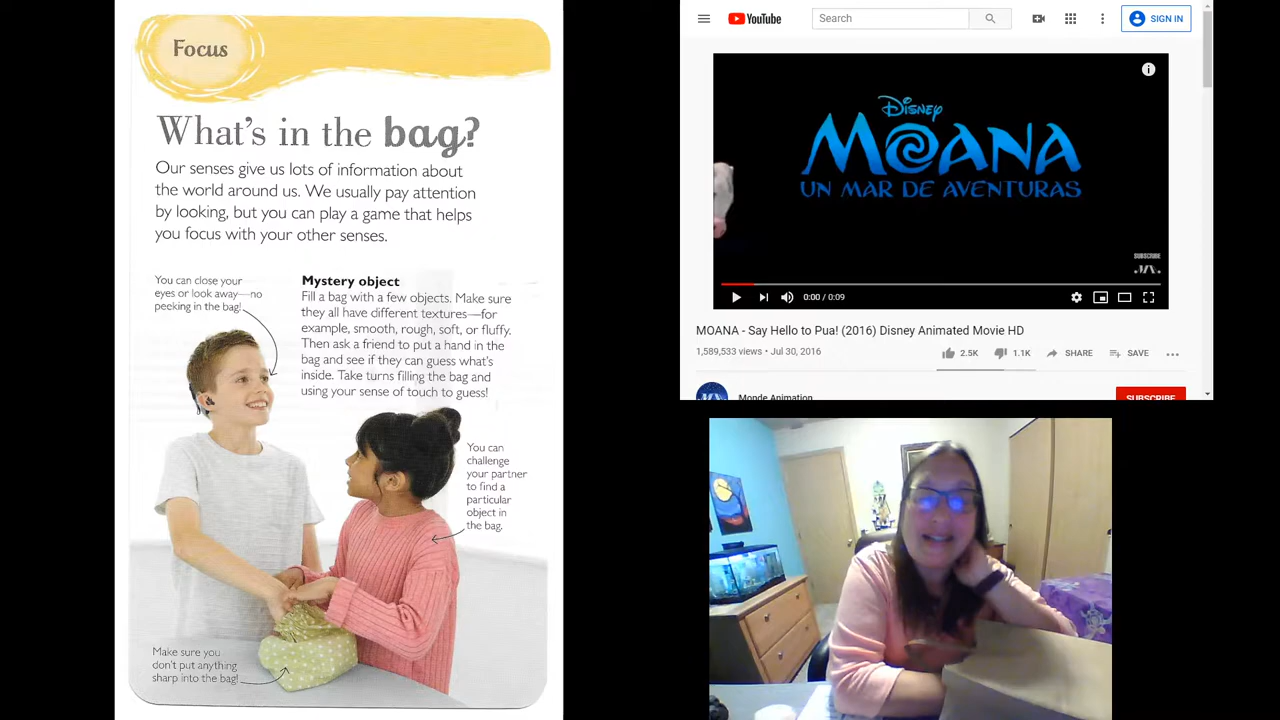 Focus
What's in the bag?
Our senses give us lots of information about
the world around us. We usually pay attention
by looking, but you can play a game that helps
you focus with your other senses.
You can close your
eyes or look away—no
peeking in the bag!
Mystery object
Fill a bag with a few objects. Make sure
they all have different textures—for
example, smooth, rough, soft, or fluffy.
Then ask a friend to put a hand in the
bag and see if they can guess what's
inside. Take turns filling the bag and
using your sense of touch to guess!
You can
challenge
your partner
to find a
particular
object in
the bag.
Make sure you
don't put anything
sharp into the bag!
YouTube
Search
SIGN IN
Disney
MOANA
UN MAR DE AVENTURAS
SUBSCRIBE
0:00 / 0:09
MOANA - Say Hello to Pua! (2016) Disney Animated Movie HD
1,589,533 views • Jul 30, 2016
2.5K
1.1K
SHARE
SAVE
Monde Animation
SUBSCRIBE